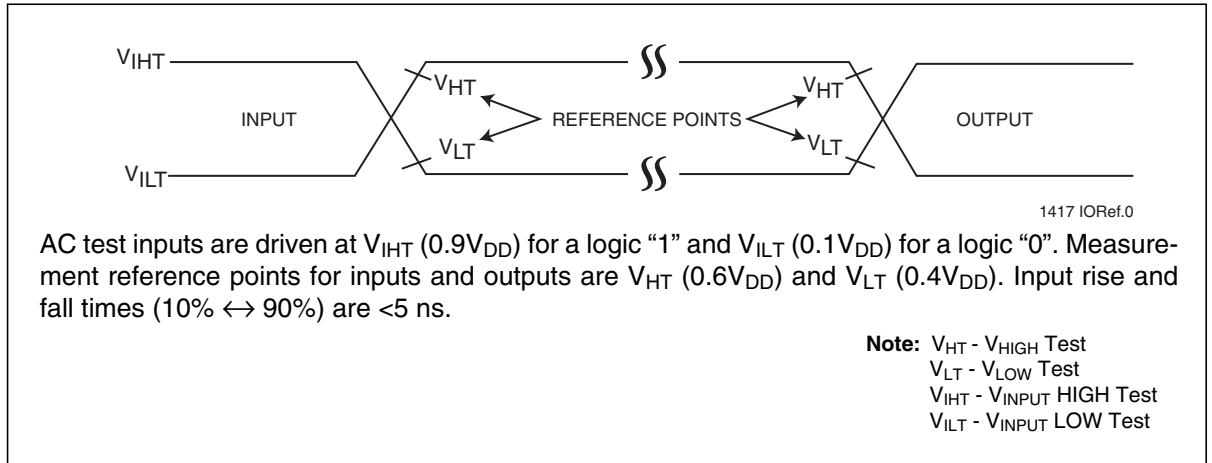 VIHT
VHT VHT
INPUT REFERENCE POINTS OUTPUT
VLT VLT
VILT
1417 IORef.0
AC test inputs are driven at VIHT (0.9VDD) for a logic “1” and VILT (0.1VDD) for a logic “0”. Measure-
ment reference points for inputs and outputs are VHT (0.6VDD) and VLT (0.4VDD). Input rise and
fall times (10% ↔ 90%) are <5 ns.
Note: VHT - VHIGH Test
VLT - VLOW Test
VIHT - VINPUT HIGH Test
VILT - VINPUT LOW Test